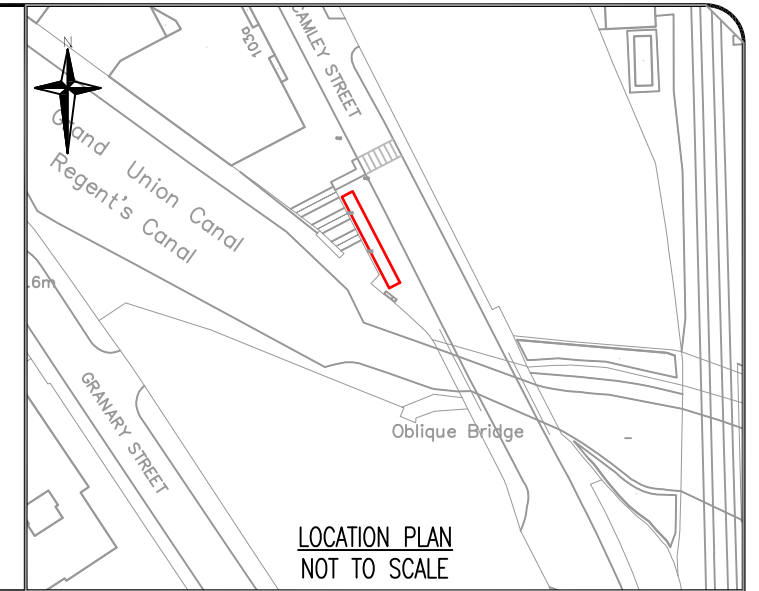 N
103a
CAMLEY STREET
Grand Union Canal
Regent's Canal
.6m
GRANARY STREET
Oblique Bridge
LOCATION PLAN
NOT TO SCALE